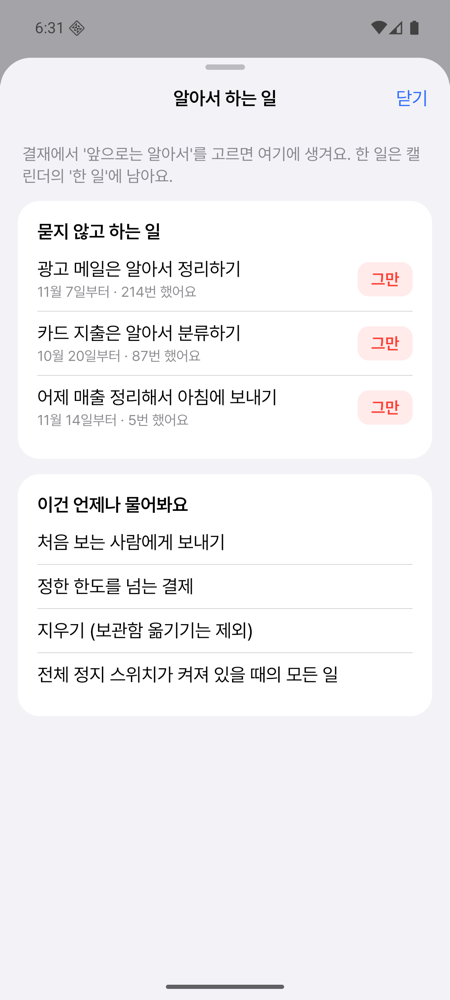 6:31
알아서 하는 일
닫기
결재에서 '앞으로는 알아서'를 고르면 여기에 생겨요. 한 일은 캘
린더의 '한 일'에 남아요.
묻지 않고 하는 일
광고 메일은 알아서 정리하기
11월 7일부터 · 214번 했어요
그만
카드 지출은 알아서 분류하기
10월 20일부터 · 87번 했어요
그만
어제 매출 정리해서 아침에 보내기
11월 14일부터 · 5번 했어요
그만
이건 언제나 물어봐요
처음 보는 사람에게 보내기
정한 한도를 넘는 결제
지우기 (보관함 옮기기는 제외)
전체 정지 스위치가 켜져 있을 때의 모든 일